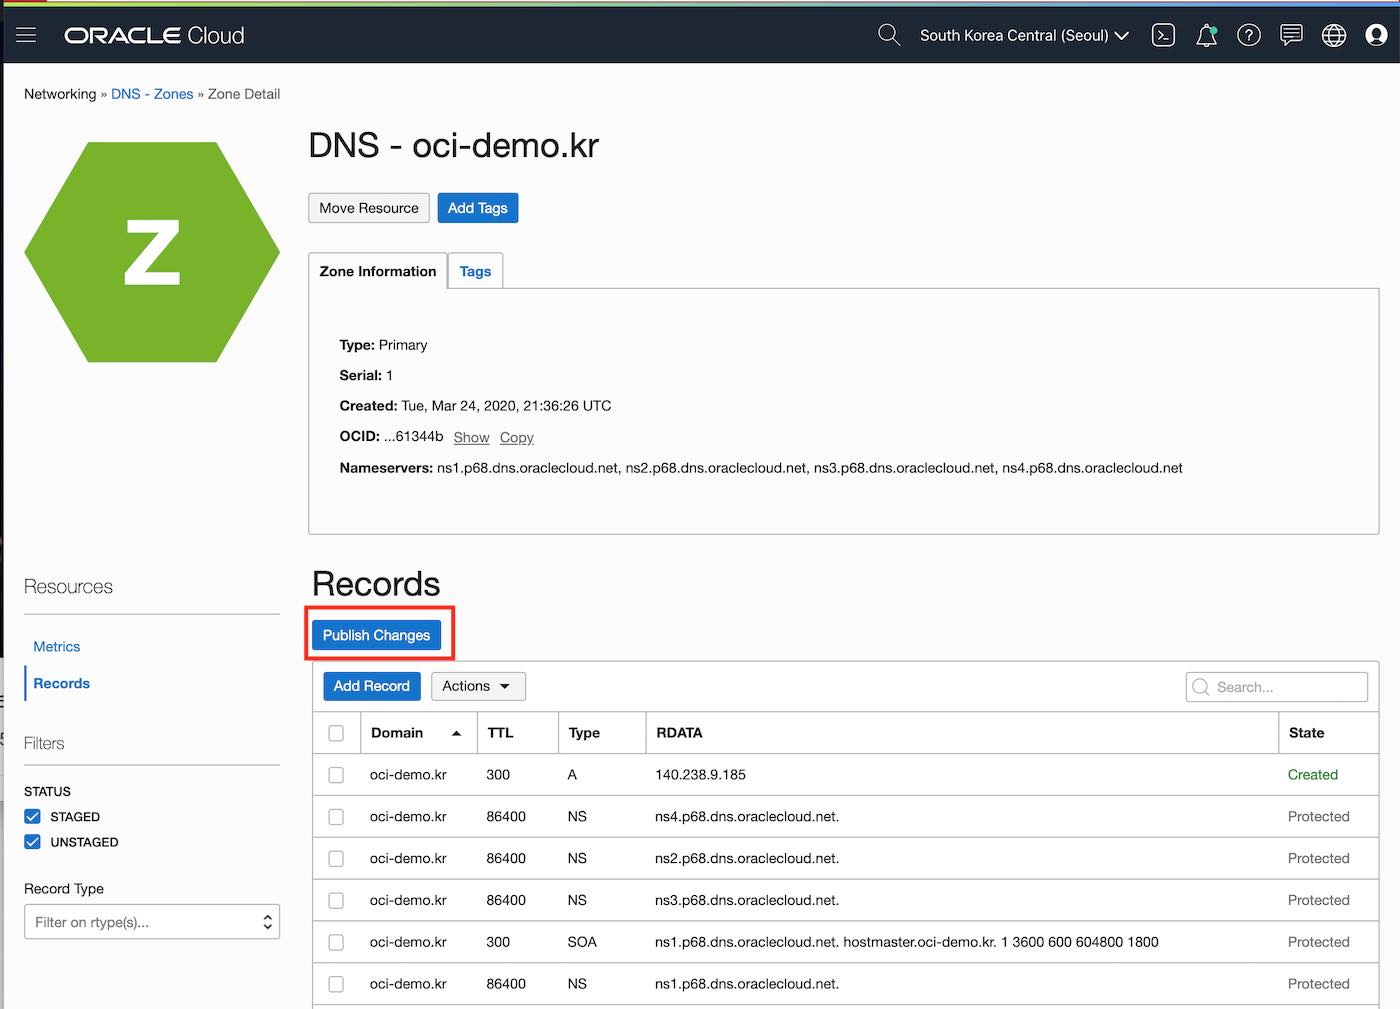 ORACLE Cloud
South Korea Central (Seoul)
Networking » DNS - Zones » Zone Detail
Z
DNS - oci-demo.kr
Move Resource Add Tags
Zone Information Tags
Type: Primary
Serial: 1
Created: Tue, Mar 24, 2020, 21:36:26 UTC
OCID: ...61344b Show Copy
Nameservers: ns1.p68.dns.oraclecloud.net, ns2.p68.dns.oraclecloud.net, ns3.p68.dns.oraclecloud.net, ns4.p68.dns.oraclecloud.net
Resources
Metrics
Records
Filters
STATUS
STAGED
UNSTAGED
Record Type
Filter on rtype(s)...
Records
Publish Changes
Add Record Actions Search...
Domain TTL Type RDATA State
oci-demo.kr 300 A 140.238.9.185 Created
oci-demo.kr 86400 NS ns4.p68.dns.oraclecloud.net. Protected
oci-demo.kr 86400 NS ns2.p68.dns.oraclecloud.net. Protected
oci-demo.kr 86400 NS ns3.p68.dns.oraclecloud.net. Protected
oci-demo.kr 300 SOA ns1.p68.dns.oraclecloud.net. hostmaster.oci-demo.kr. 1 3600 600 604800 1800 Protected
oci-demo.kr 86400 NS ns1.p68.dns.oraclecloud.net. Protected